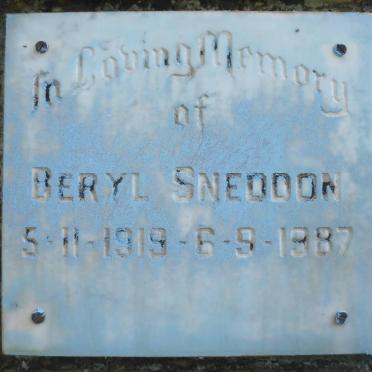 In Loving Memory
of
BERYL SNEDDON
5-11-1919-6-9-1987